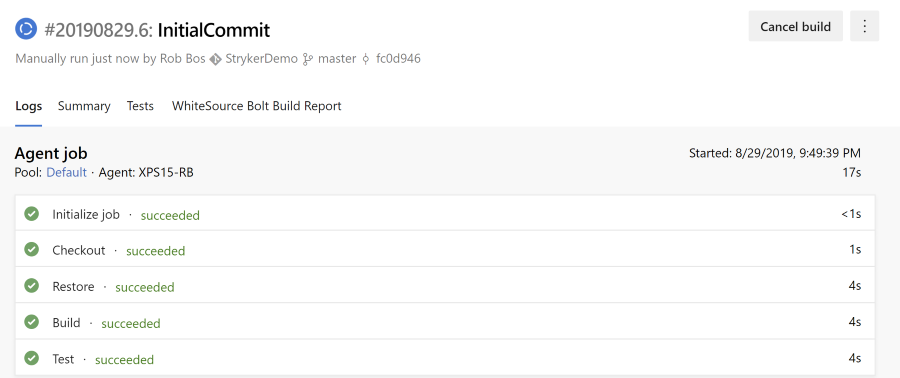 #20190829.6: InitialCommit
Cancel build
Manually run just now by Rob Bos StrykerDemo master fc0d946
Logs Summary Tests WhiteSource Bolt Build Report
Agent job
Started: 8/29/2019, 9:49:39 PM
Pool: Default · Agent: XPS15-RB
17s
Initialize job · succeeded <1s
Checkout · succeeded 1s
Restore · succeeded 4s
Build · succeeded 4s
Test · succeeded 4s